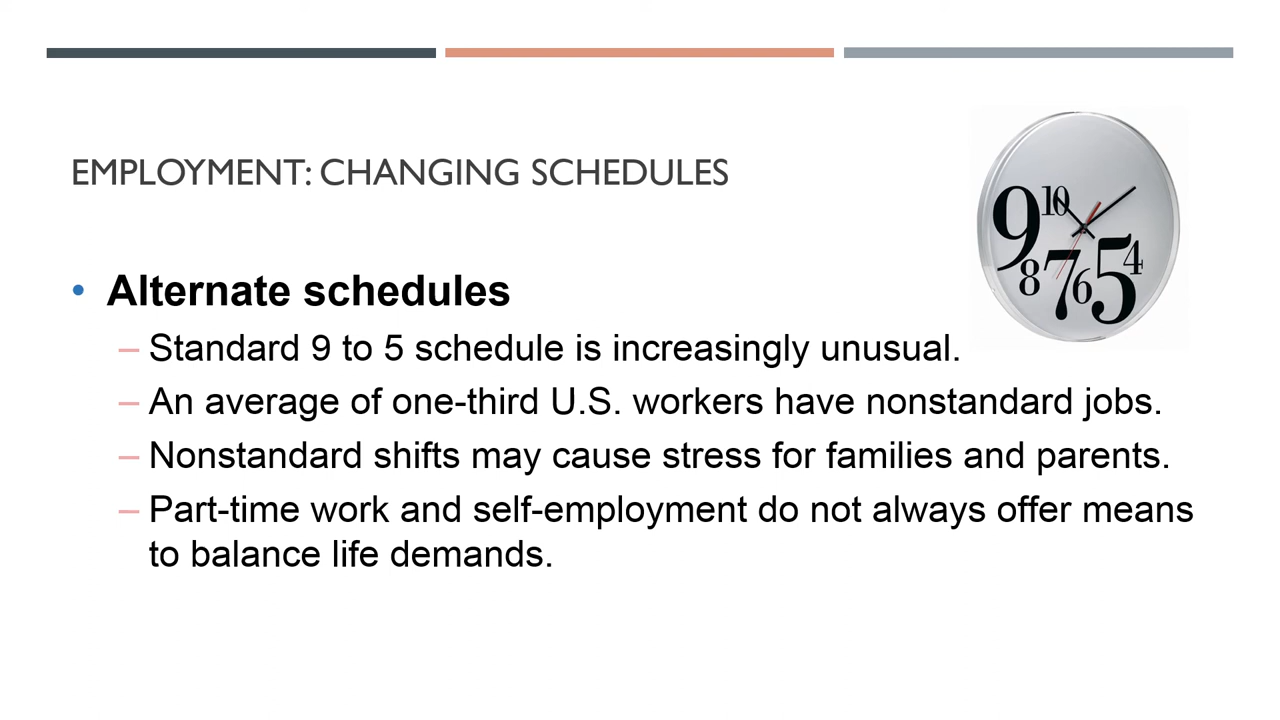 EMPLOYMENT: CHANGING SCHEDULES
9 10 8 7 6 5 4
• Alternate schedules
– Standard 9 to 5 schedule is increasingly unusual.
– An average of one-third U.S. workers have nonstandard jobs.
– Nonstandard shifts may cause stress for families and parents.
– Part-time work and self-employment do not always offer means
to balance life demands.